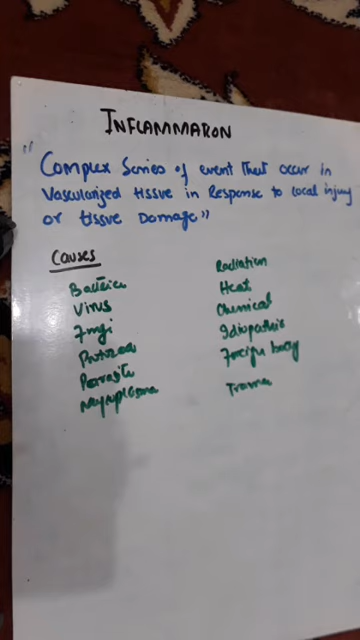 INFLAMMATION
"Complex Series of event that occur in
Vascularized tissue in Response to local injury
or tissue Damage"
Causes
Bacteria
Virus
Fungi
Protozoa
Parasite
Mycoplasma
Radiation
Heat
Chemical
Idiopathic
Foreign body
Trauma